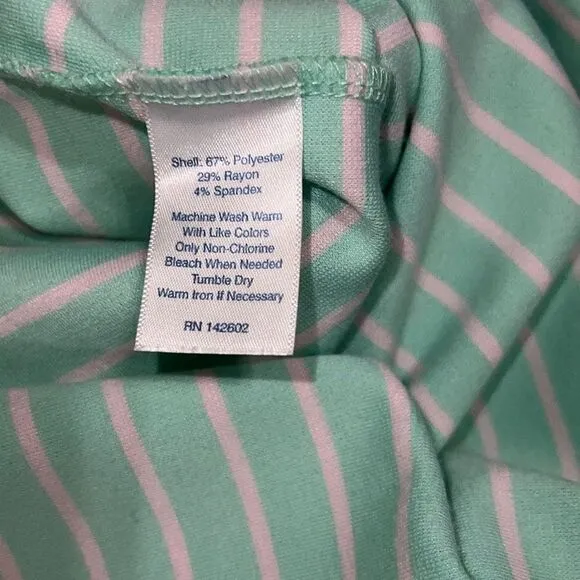 Shell: 67% Polyester
29% Rayon
4% Spandex
Machine Wash Warm
With Like Colors
Only Non-Chlorine
Bleach When Needed
Tumble Dry
Warm Iron If Necessary
RN 142602